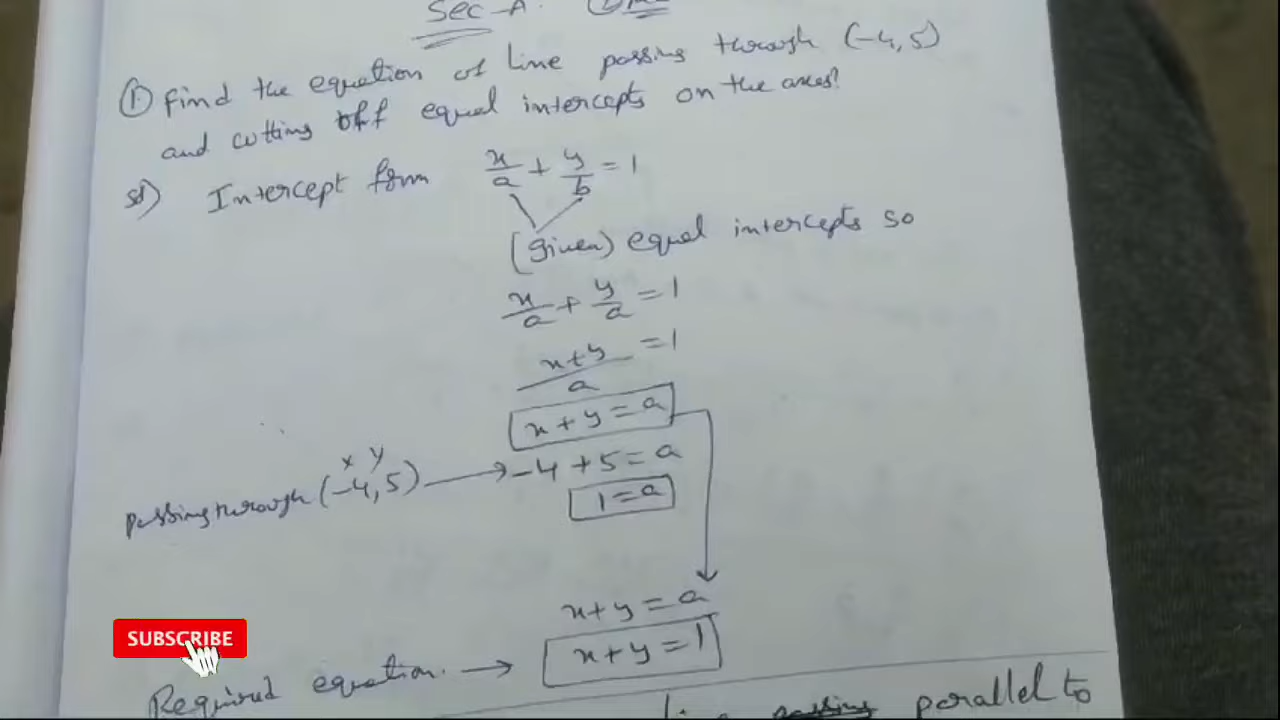 Sec-A.
① Find the equation of line passing through (-4,5)
and cutting off equal intercepts on the axes?
Sol) Intercept form x/a + y/b = 1
(given) equal intercepts so
x/a + y/a = 1
x+y/a = 1
x+y = a
x y
passing through (-4,5) → -4+5 = a
1 = a
x+y = a
SUBSCRIBE
Required equation. → x+y = 1
line passing parallel to